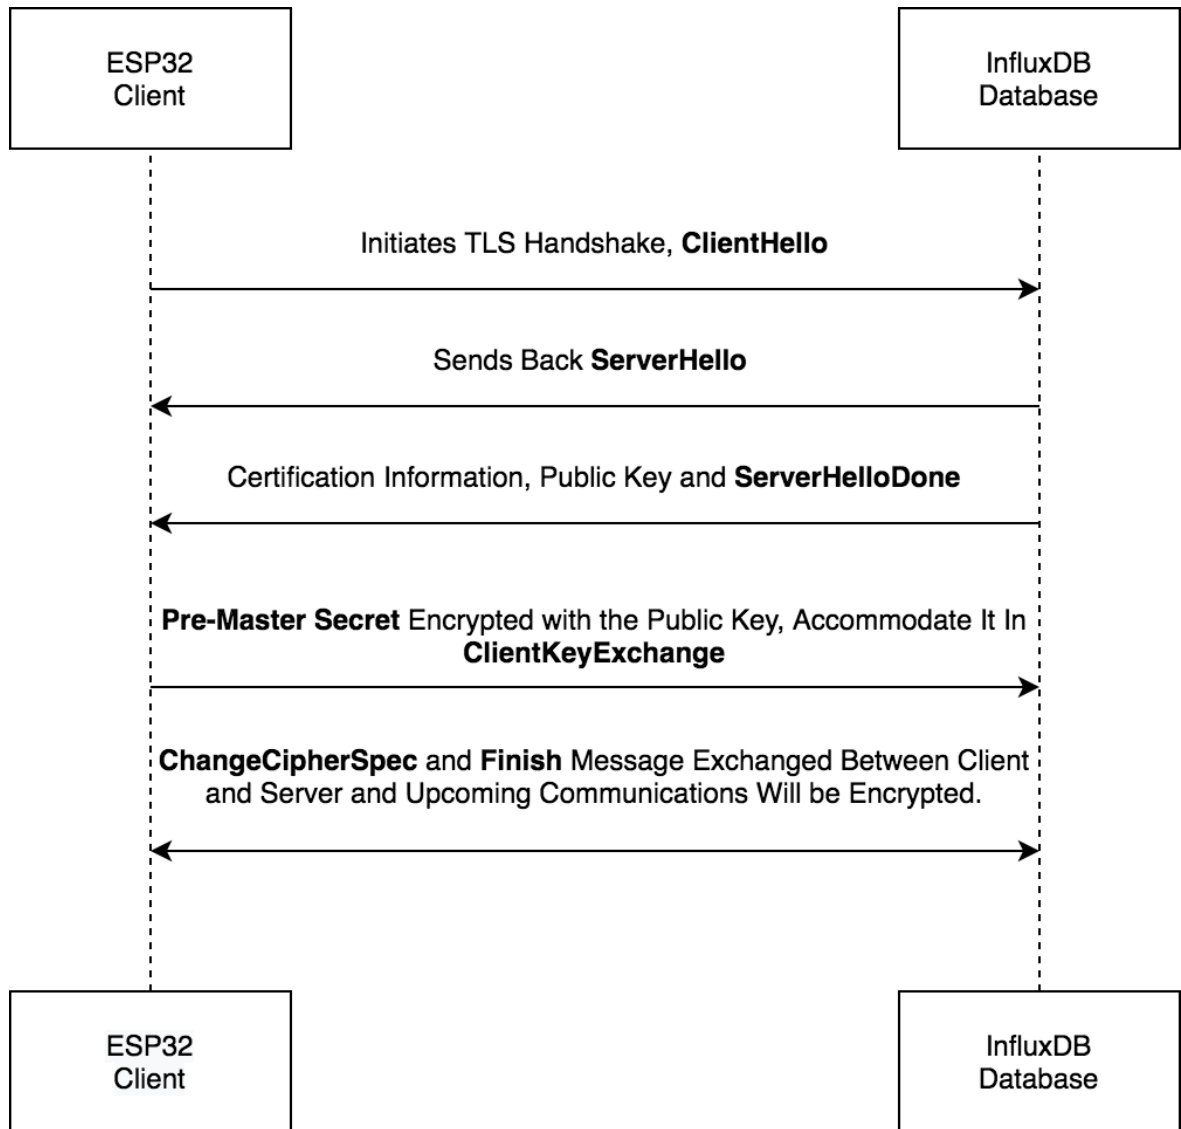 ESP32
Client
InfluxDB
Database
Initiates TLS Handshake, ClientHello
Sends Back ServerHello
Certification Information, Public Key and ServerHelloDone
Pre-Master Secret Encrypted with the Public Key, Accommodate It In
ClientKeyExchange
ChangeCipherSpec and Finish Message Exchanged Between Client
and Server and Upcoming Communications Will be Encrypted.
ESP32
Client
InfluxDB
Database